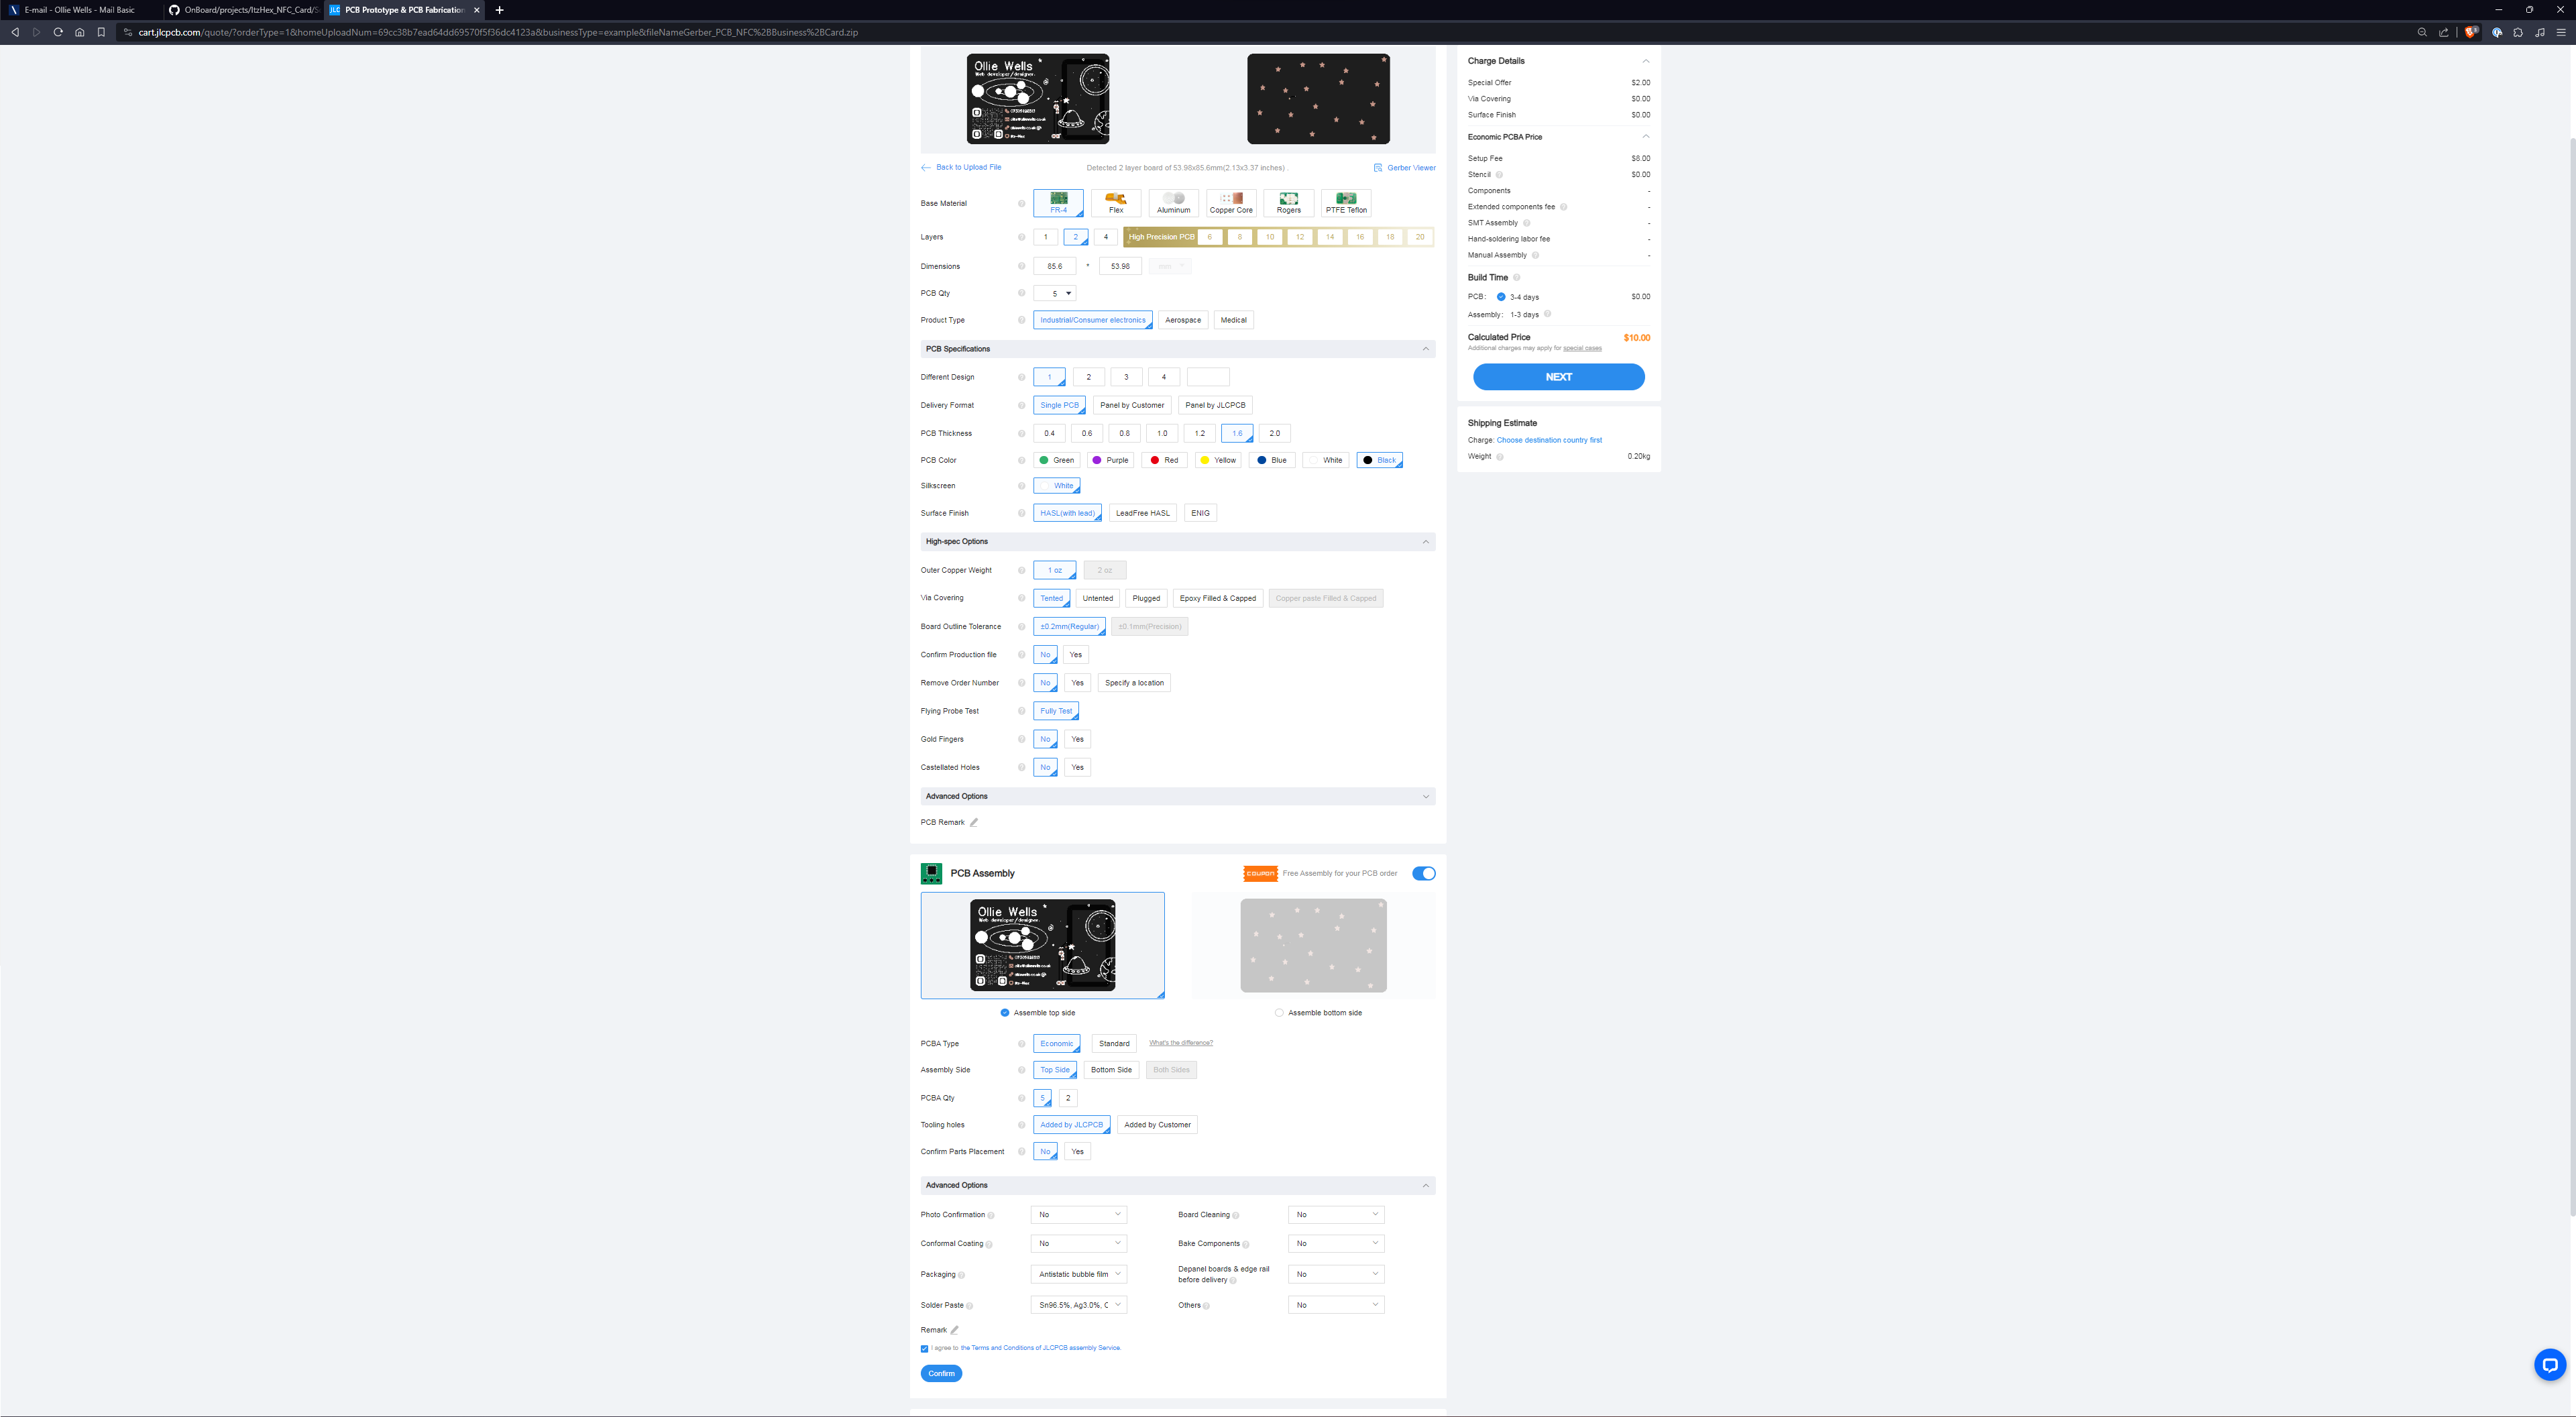 E-mail - Ollie Wells - Mail Basic
OnBoard/projects/ItzHex_NFC_Card/S
JLC PCB Prototype & PCB Fabrication
cart.jlcpcb.com/quote/?orderType=1&homeUploadNum=69cc38b7ead64dd69570f5f36dc4123a&businessType=example&fileNameGerber_PCB_NFC%2BBusiness%2BCard.zip
Ollie Wells
Web developer/designer.
Back to Upload File
Detected 2 layer board of 53.98x85.6mm(2.13x3.37 inches) .
Gerber Viewer
Base Material
FR-4 Flex Aluminum Copper Core Rogers PTFE Teflon
Layers 1 2 4 High Precision PCB 6 8 10 12 14 16 18 20
Dimensions 85.6 * 53.98 mm
PCB Qty 5
Product Type Industrial/Consumer electronics Aerospace Medical
PCB Specifications
Different Design 1 2 3 4
Delivery Format Single PCB Panel by Customer Panel by JLCPCB
PCB Thickness 0.4 0.6 0.8 1.0 1.2 1.6 2.0
PCB Color Green Purple Red Yellow Blue White Black
Silkscreen White
Surface Finish HASL(with lead) LeadFree HASL ENIG
High-spec Options
Outer Copper Weight 1 oz 2 oz
Via Covering Tented Untented Plugged Epoxy Filled & Capped Copper paste Filled & Capped
Board Outline Tolerance ±0.2mm(Regular) ±0.1mm(Precision)
Confirm Production file No Yes
Remove Order Number No Yes Specify a location
Flying Probe Test Fully Test
Gold Fingers No Yes
Castellated Holes No Yes
Advanced Options
PCB Remark
PCB Assembly
COUPON Free Assembly for your PCB order
Ollie Wells
Web developer/designer.
Assemble top side
Assemble bottom side
PCBA Type Economic Standard What's the difference?
Assembly Side Top Side Bottom Side Both Sides
PCBA Qty 5 2
Tooling holes Added by JLCPCB Added by Customer
Confirm Parts Placement No Yes
Advanced Options
Photo Confirmation No Board Cleaning No
Conformal Coating No Bake Components No
Packaging Antistatic bubble film Depanel boards & edge rail
before delivery No
Solder Paste Sn96.5%, Ag3.0%, C Others No
Remark
I agree to the Terms and Conditions of JLCPCB assembly Service.
Confirm
Charge Details
Special Offer $2.00
Via Covering $0.00
Surface Finish $0.00
Economic PCBA Price
Setup Fee $8.00
Stencil $0.00
Components -
Extended components fee -
SMT Assembly -
Hand-soldering labor fee -
Manual Assembly -
Build Time
PCB: 3-4 days $0.00
Assembly: 1-3 days
Calculated Price $10.00
Additional charges may apply for special cases
NEXT
Shipping Estimate
Charge: Choose destination country first
Weight 0.20kg